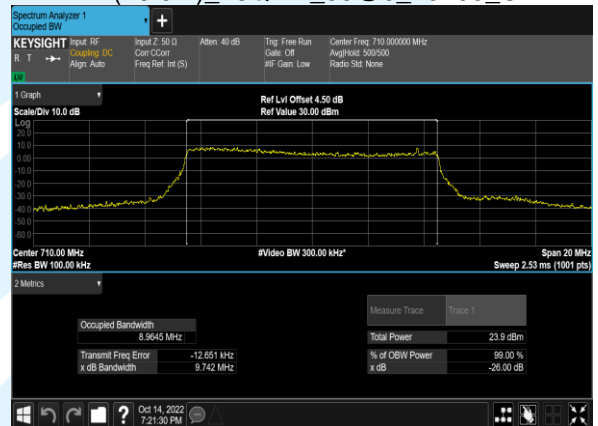 Spectrum Analyzer 1
Occupied BW
+
KEYSIGHT Input: RF Input Z: 50 Ω Atten: 40 dB Trig: Free Run Center Freq: 710.000000 MHz
R T Coupling: DC Corr CCorr Gate: Off Avg|Hold: 500/500
Align: Auto Freq Ref: Int (S) #IF Gain: Low Radio Std: None
1 Graph
Ref Lvl Offset 4.50 dB
Scale/Div 10.0 dB Ref Value 30.00 dBm
Log
20.0
10.0
0.00
-10.0
-20.0
-30.0
-40.0
-50.0
-60.0
Center 710.00 MHz #Video BW 300.00 kHz* Span 20 MHz
#Res BW 100.00 kHz Sweep 2.53 ms (1001 pts)
2 Metrics
Measure Trace Trace 1
Occupied Bandwidth
8.9645 MHz Total Power 23.9 dBm
Transmit Freq Error -12.651 kHz % of OBW Power 99.00 %
x dB Bandwidth 9.742 MHz x dB -26.00 dB
? Oct 14, 2022
7:21:30 PM